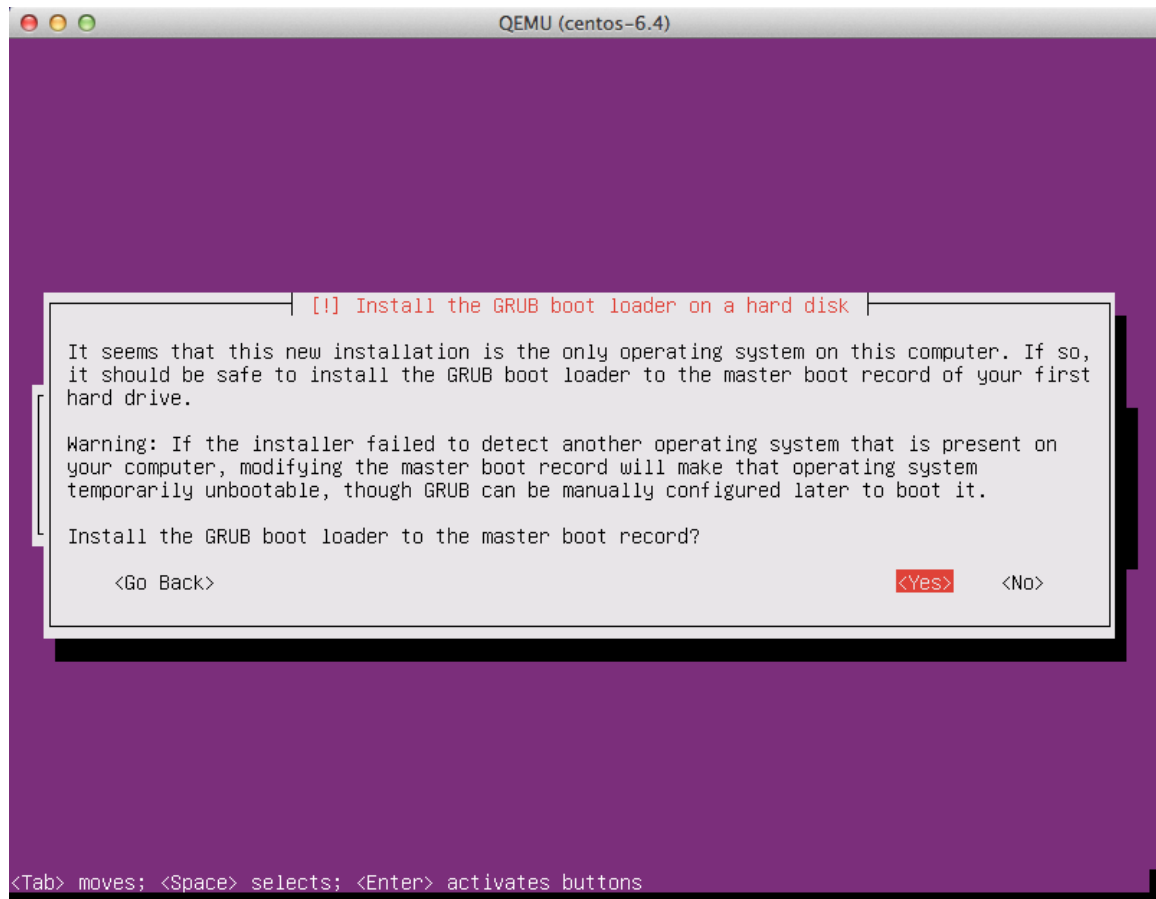 QEMU (centos-6.4)
[!] Install the GRUB boot loader on a hard disk
It seems that this new installation is the only operating system on this computer. If so,
it should be safe to install the GRUB boot loader to the master boot record of your first
hard drive.
Warning: If the installer failed to detect another operating system that is present on
your computer, modifying the master boot record will make that operating system
temporarily unbootable, though GRUB can be manually configured later to boot it.
Install the GRUB boot loader to the master boot record?
<Go Back> <Yes> <No>
<Tab> moves; <Space> selects; <Enter> activates buttons